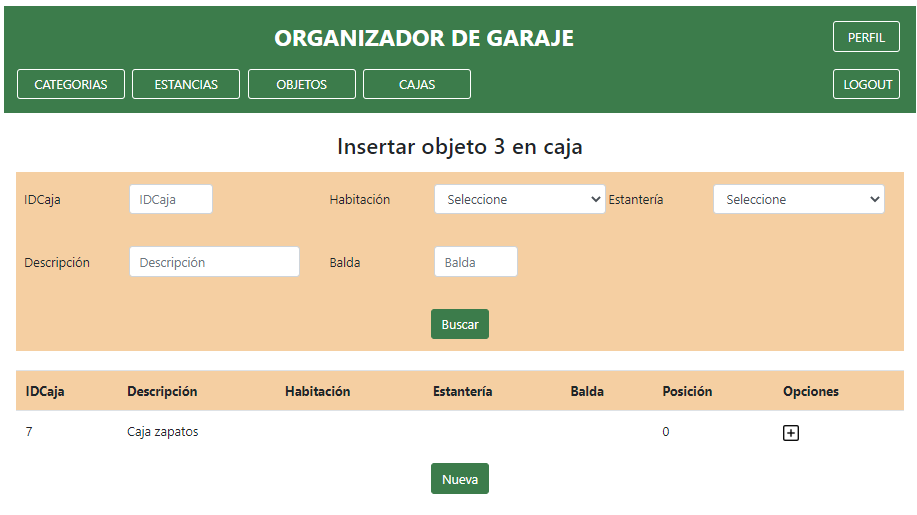 ORGANIZADOR DE GARAJE
PERFIL
CATEGORIAS ESTANCIAS OBJETOS CAJAS LOGOUT
Insertar objeto 3 en caja
IDCaja IDCaja Habitación Seleccione Estantería Seleccione
Descripción Descripción Balda Balda
Buscar
IDCaja Descripción Habitación Estantería Balda Posición Opciones
7 Caja zapatos 0
Nueva